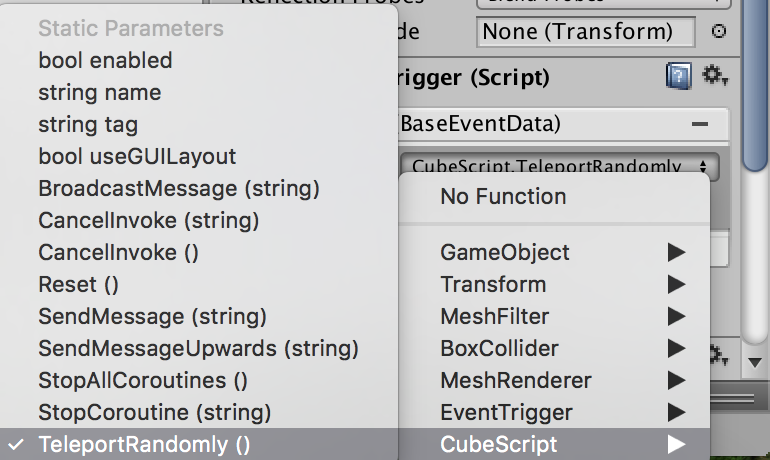 Static Parameters
bool enabled
string name
string tag
bool useGUILayout
BroadcastMessage (string)
CancelInvoke (string)
CancelInvoke ()
Reset ()
SendMessage (string)
SendMessageUpwards (string)
StopAllCoroutines ()
StopCoroutine (string)
✓ TeleportRandomly ()
None (Transform)
rigger (Script)
(BaseEventData)
CubeScript.TeleportRandomly
No Function
GameObject
Transform
MeshFilter
BoxCollider
MeshRenderer
EventTrigger
CubeScript